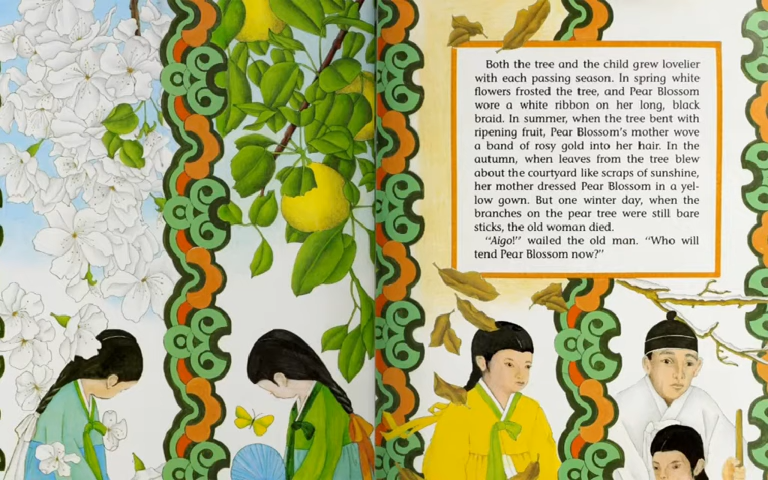 Both the tree and the child grew lovelier
with each passing season. In spring white
flowers frosted the tree, and Pear Blossom
wore a white ribbon on her long, black
braid. In summer, when the tree bent with
ripening fruit, Pear Blossom's mother wove
a band of rosy gold into her hair. In the
autumn, when leaves from the tree blew
about the courtyard like scraps of sunshine,
her mother dressed Pear Blossom in a yel-
low gown. But one winter day, when the
branches on the pear tree were still bare
sticks, the old woman died.
"Aigo!" wailed the old man. "Who will
tend Pear Blossom now?"